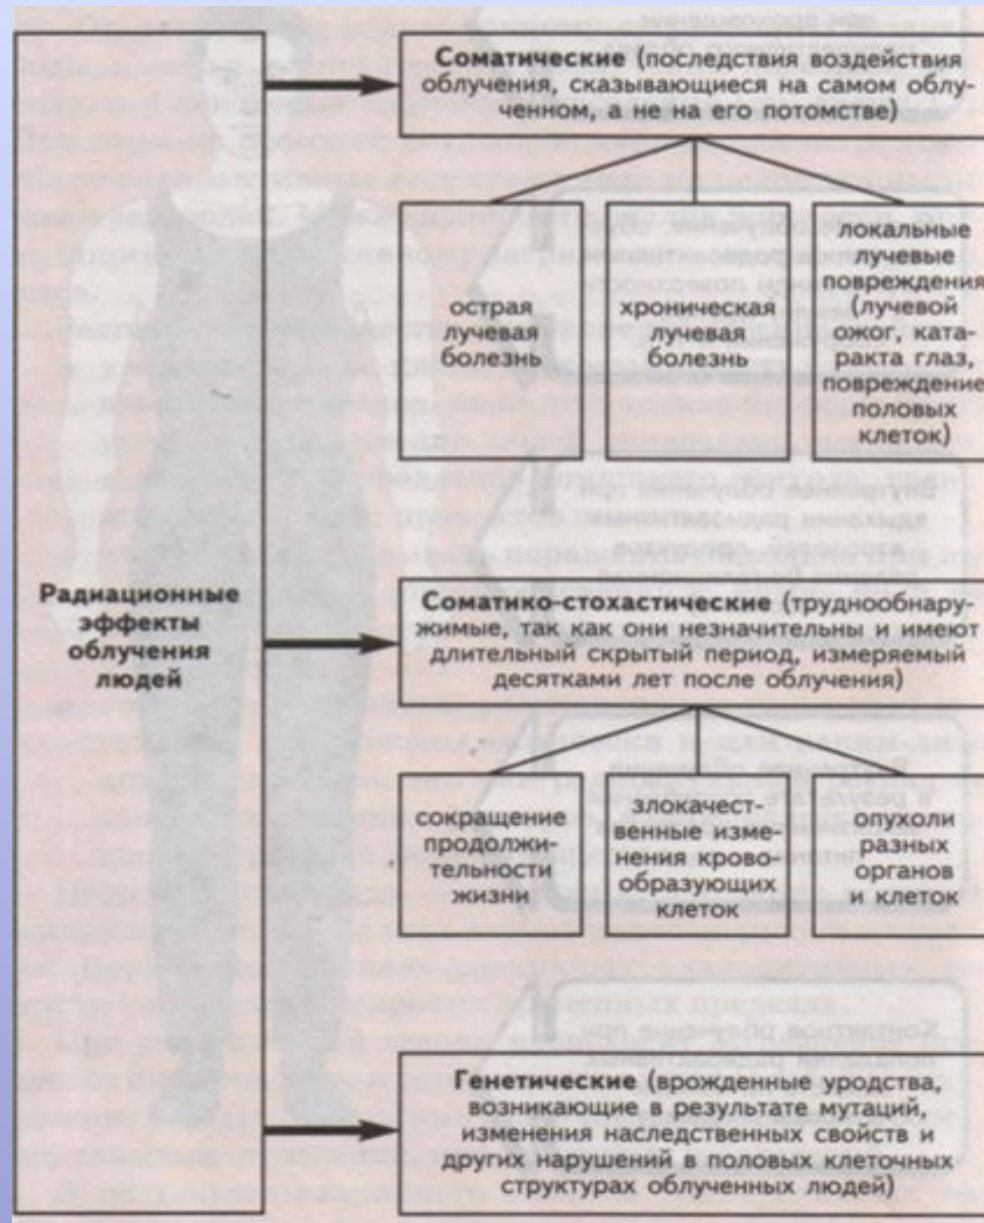 Радиационные
эффекты
облучения
людей
Соматические (последствия воздействия
облучения, сказывающиеся на самом облу-
ченном, а не на его потомстве)
острая
лучевая
болезнь
хроническая
лучевая
болезнь
локальные
лучевые
повреждения
(лучевой
ожог, ката-
ракта глаз,
повреждение
половых
клеток)
Соматико-стохастические (труднообнару-
жимые, так как они незначительны и имеют
длительный скрытый период, измеряемый
десятками лет после облучения)
сокращение
продолжи-
тельности
жизни
злокачест-
венные изме-
нения крово-
образующих
клеток
опухоли
разных
органов
и клеток
Генетические (врожденные уродства,
возникающие в результате мутаций,
изменения наследственных свойств и
других нарушений в половых клеточных
структурах облученных людей)